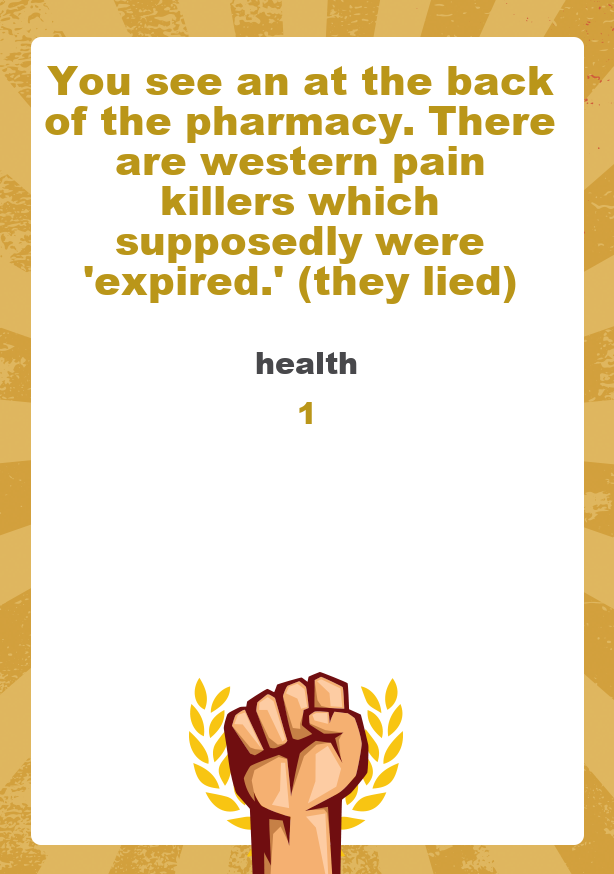 You see an at the back
of the pharmacy. There
are western pain
killers which
supposedly were
'expired.' (they lied)
health
1